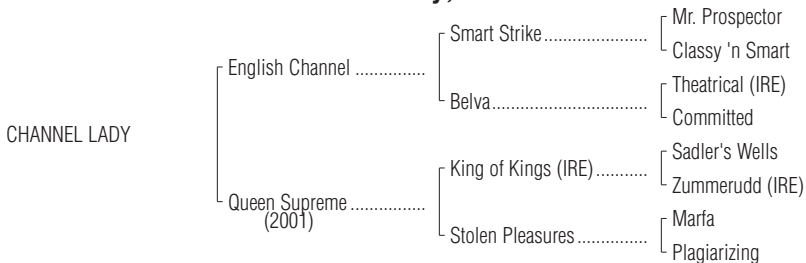 Mr. Prospector
Smart Strike
Classy 'n Smart
English Channel
Theatrical (IRE)
Belva
Committed
CHANNEL LADY
Sadler's Wells
King of Kings (IRE)
Zummerudd (IRE)
Queen Supreme
(2001)
Marfa
Stolen Pleasures
Plagiarizing